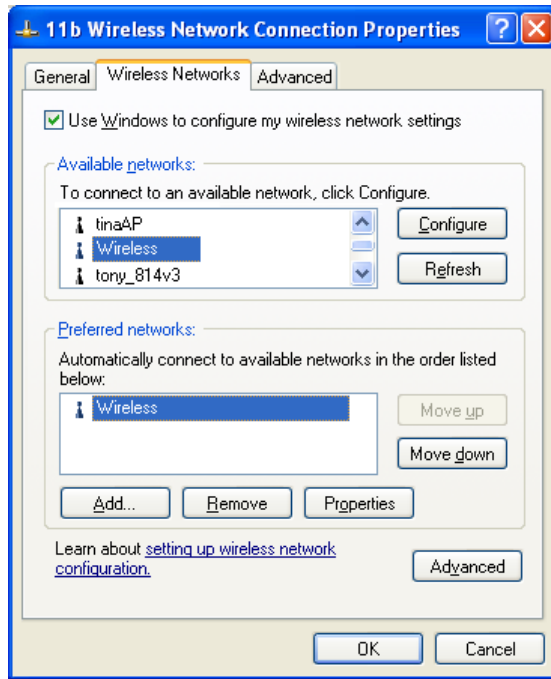 11b Wireless Network Connection Properties
General Wireless Networks Advanced
Use Windows to configure my wireless network settings
Available networks:
To connect to an available network, click Configure.
tinaAP
Wireless
tony_814v3
Configure
Refresh
Preferred networks:
Automatically connect to available networks in the order listed
below:
Wireless
Move up
Move down
Add... Remove Properties
Learn about setting up wireless network
configuration.
Advanced
OK Cancel